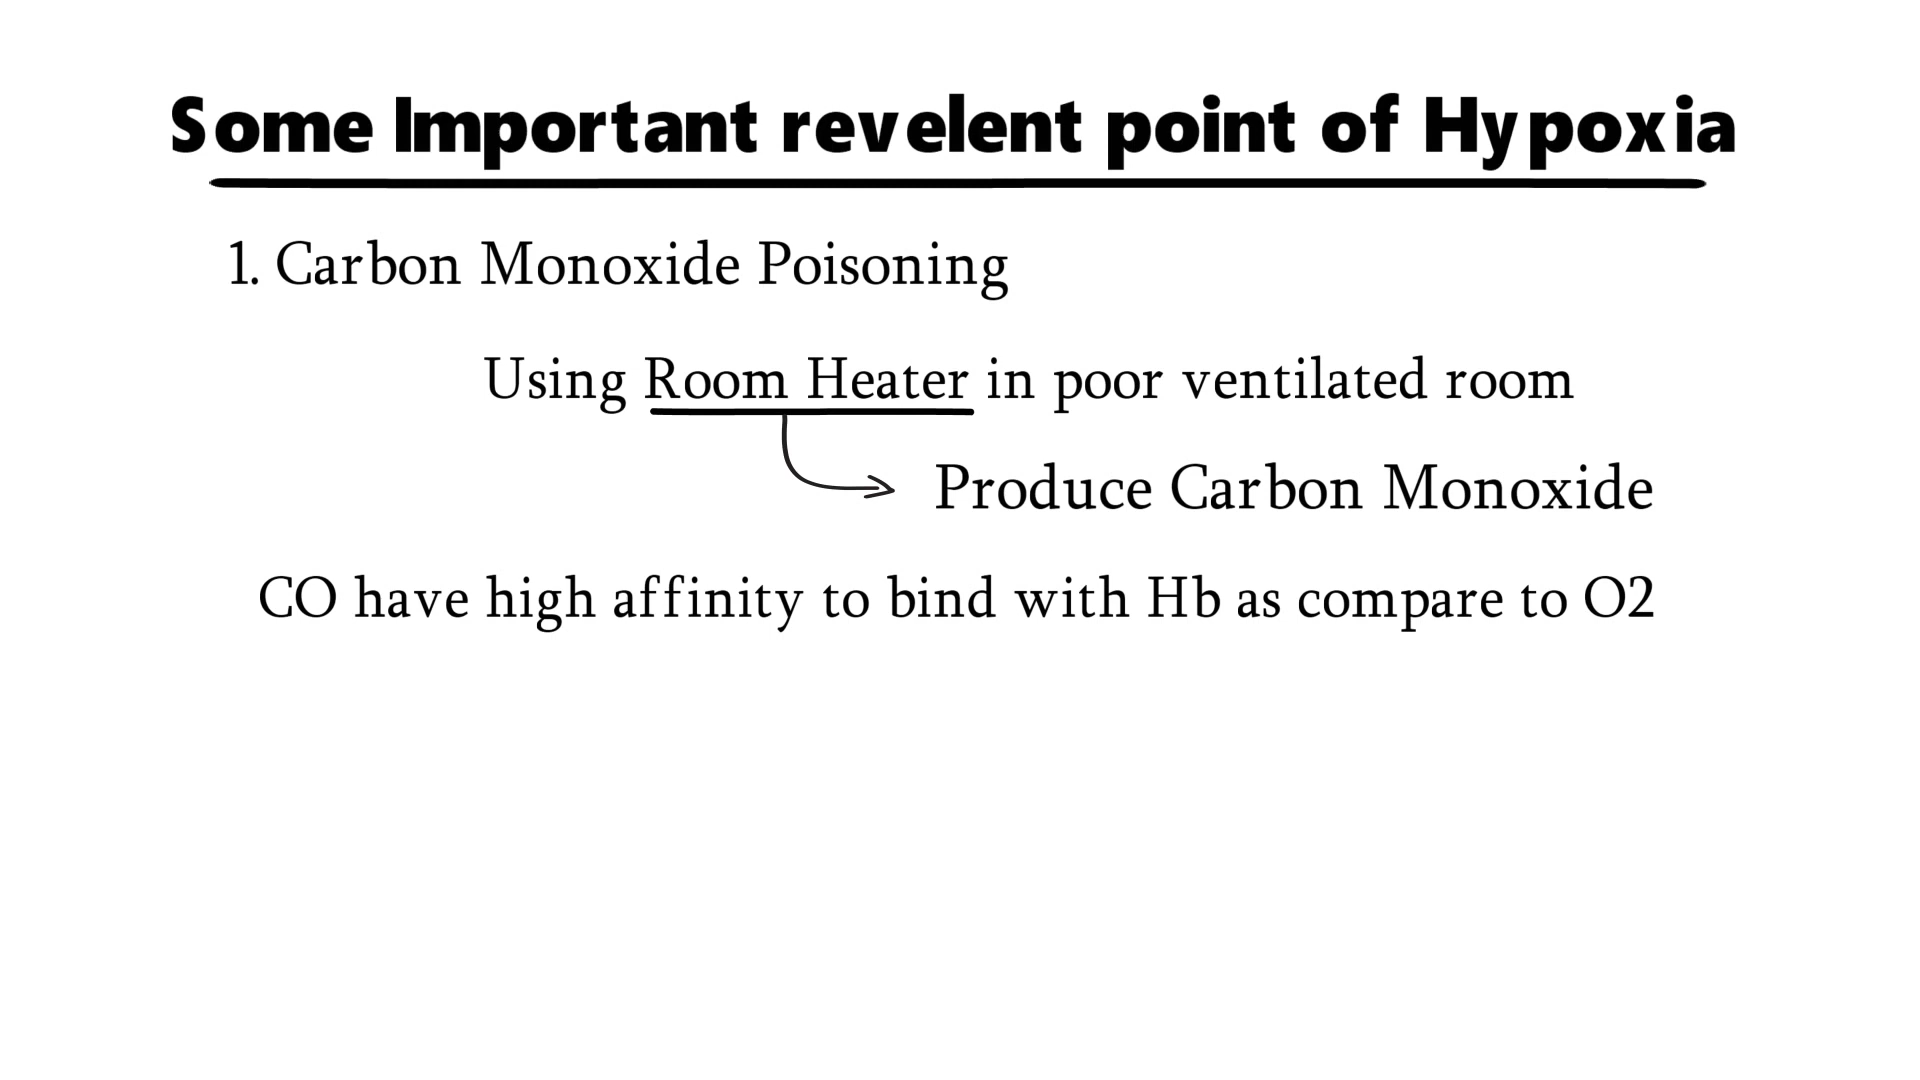 Some Important revelent point of Hypoxia
1. Carbon Monoxide Poisoning
Using Room Heater in poor ventilated room
Produce Carbon Monoxide
CO have high affinity to bind with Hb as compare to O2